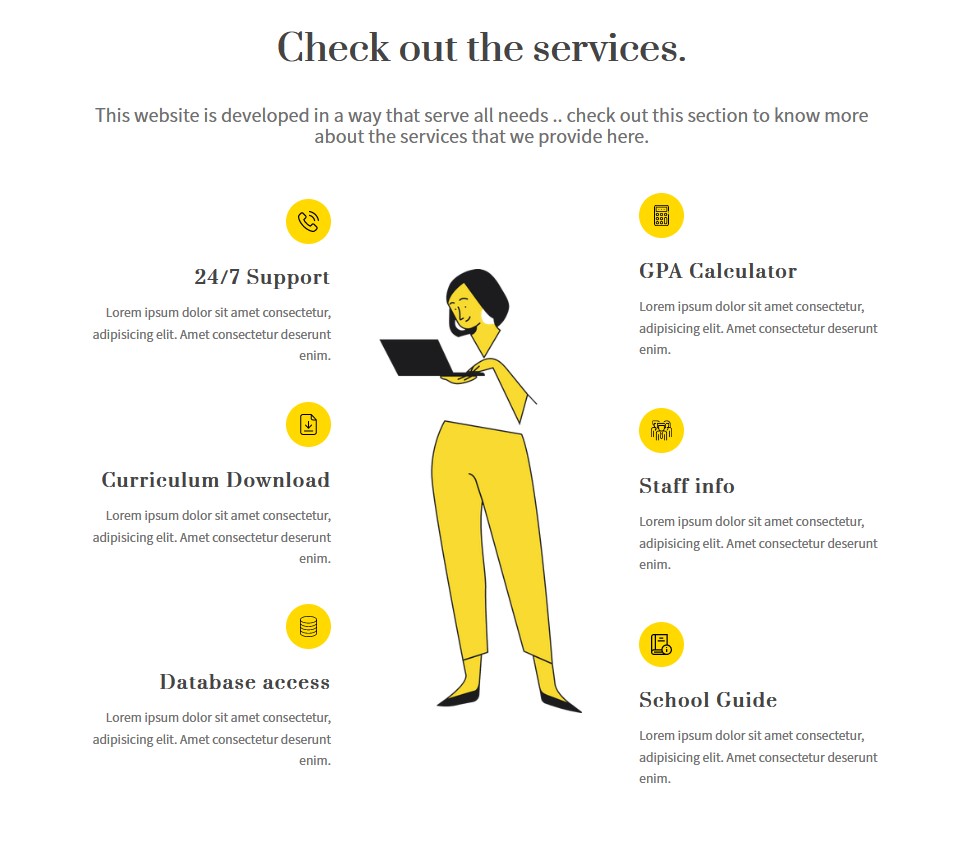 Check out the services.
This website is developed in a way that serve all needs .. check out this section to know more
about the services that we provide here.
24/7 Support
Lorem ipsum dolor sit amet consectetur,
adipisicing elit. Amet consectetur deserunt
enim.
Curriculum Download
Lorem ipsum dolor sit amet consectetur,
adipisicing elit. Amet consectetur deserunt
enim.
Database access
Lorem ipsum dolor sit amet consectetur,
adipisicing elit. Amet consectetur deserunt
enim.
GPA Calculator
Lorem ipsum dolor sit amet consectetur,
adipisicing elit. Amet consectetur deserunt
enim.
Staff info
Lorem ipsum dolor sit amet consectetur,
adipisicing elit. Amet consectetur deserunt
enim.
School Guide
Lorem ipsum dolor sit amet consectetur,
adipisicing elit. Amet consectetur deserunt
enim.